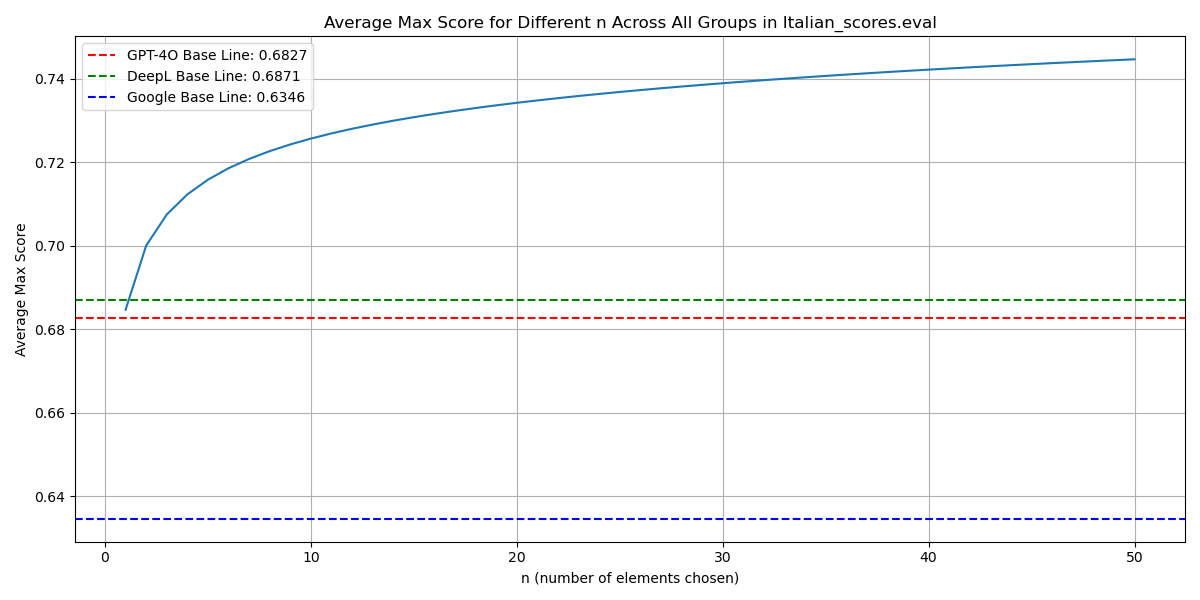 Average Max Score for Different n Across All Groups in Italian_scores.eval
GPT-4O Base Line: 0.6827
DeepL Base Line: 0.6871
Google Base Line: 0.6346
Average Max Score
0.74
0.72
0.70
0.68
0.66
0.64
0 10 20 30 40 50
n (number of elements chosen)